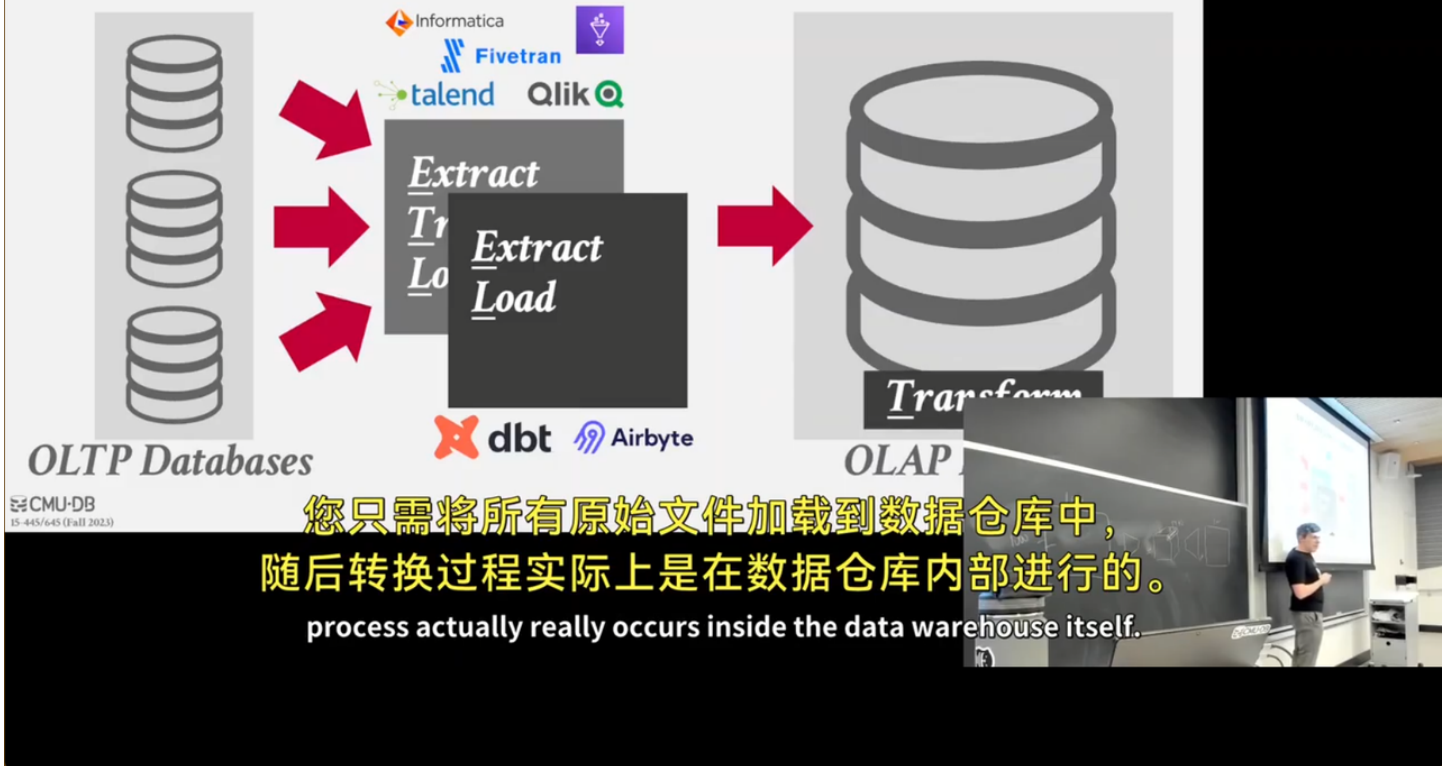 Informatica
Fivetran
talend
Qlik
Extract
Tr
Lo
Extract
Load
Transform
dbt
Airbyte
OLTP Databases
OLAP
CMU·DB
15-445/645 (Fall 2023)
您只需将所有原始文件加载到数据仓库中，
随后转换过程实际上是在数据仓库内部进行的。
process actually really occurs inside the data warehouse itself.